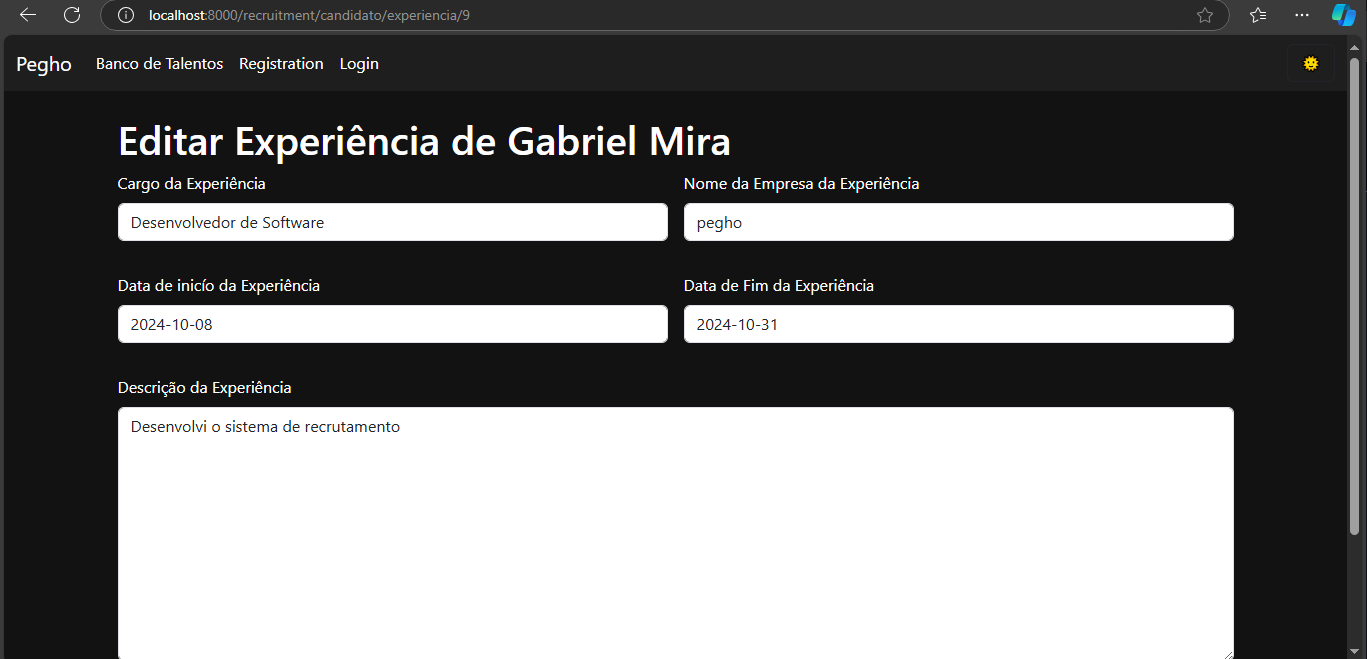 localhost:8000/recruitment/candidato/experiencia/9
Pegho Banco de Talentos Registration Login
Editar Experiência de Gabriel Mira
Cargo da Experiência Nome da Empresa da Experiência
Desenvolvedor de Software pegho
Data de inicío da Experiência Data de Fim da Experiência
2024-10-08 2024-10-31
Descrição da Experiência
Desenvolvi o sistema de recrutamento